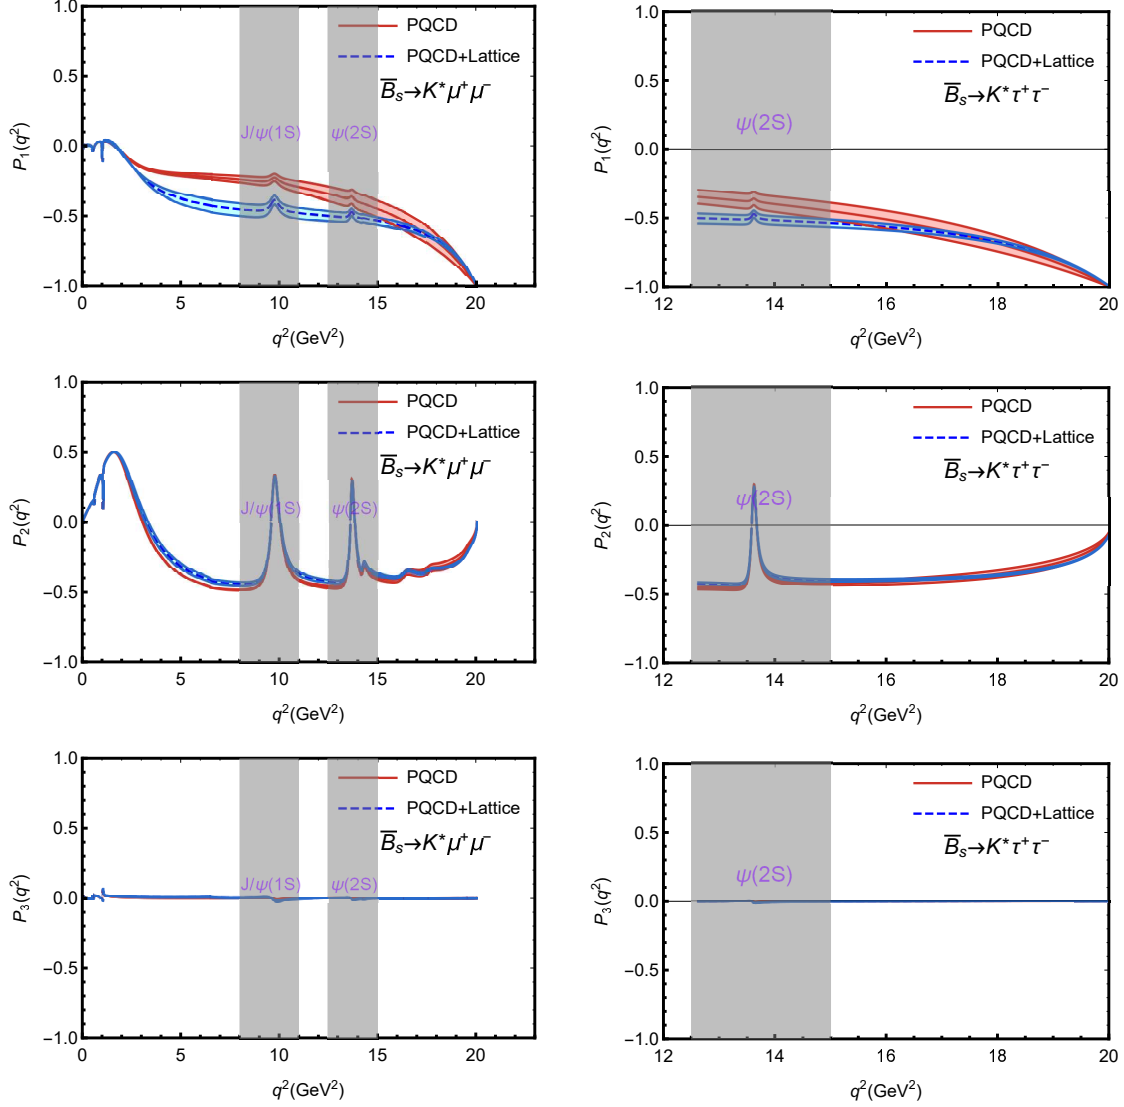 1.0
0.5
0.0
−0.5
−1.0
P₁(q²)
PQCD
PQCD+Lattice
B̅ₛ→K*μ⁺μ⁻
J/ψ(1S)
ψ(2S)
0 5 10 15 20
q²(GeV²)
1.0
0.5
0.0
−0.5
−1.0
P₁(q²)
PQCD
PQCD+Lattice
B̅ₛ→K*τ⁺τ⁻
ψ(2S)
12 14 16 18 20
q²(GeV²)
1.0
0.5
0.0
−0.5
−1.0
P₂(q²)
PQCD
PQCD+Lattice
B̅ₛ→K*μ⁺μ⁻
J/ψ(1S)
ψ(2S)
0 5 10 15 20
q²(GeV²)
1.0
0.5
0.0
−0.5
−1.0
P₂(q²)
PQCD
PQCD+Lattice
B̅ₛ→K*τ⁺τ⁻
ψ(2S)
12 14 16 18 20
q²(GeV²)
1.0
0.5
0.0
−0.5
−1.0
P₃(q²)
PQCD
PQCD+Lattice
B̅ₛ→K*μ⁺μ⁻
J/ψ(1S)
ψ(2S)
0 5 10 15 20
q²(GeV²)
1.0
0.5
0.0
−0.5
−1.0
P₃(q²)
PQCD
PQCD+Lattice
B̅ₛ→K*τ⁺τ⁻
ψ(2S)
12 14 16 18 20
q²(GeV²)